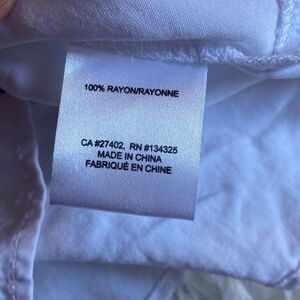 100% RAYON/RAYONNE
CA #27402, RN #134325
MADE IN CHINA
FABRIQUÉ EN CHINE